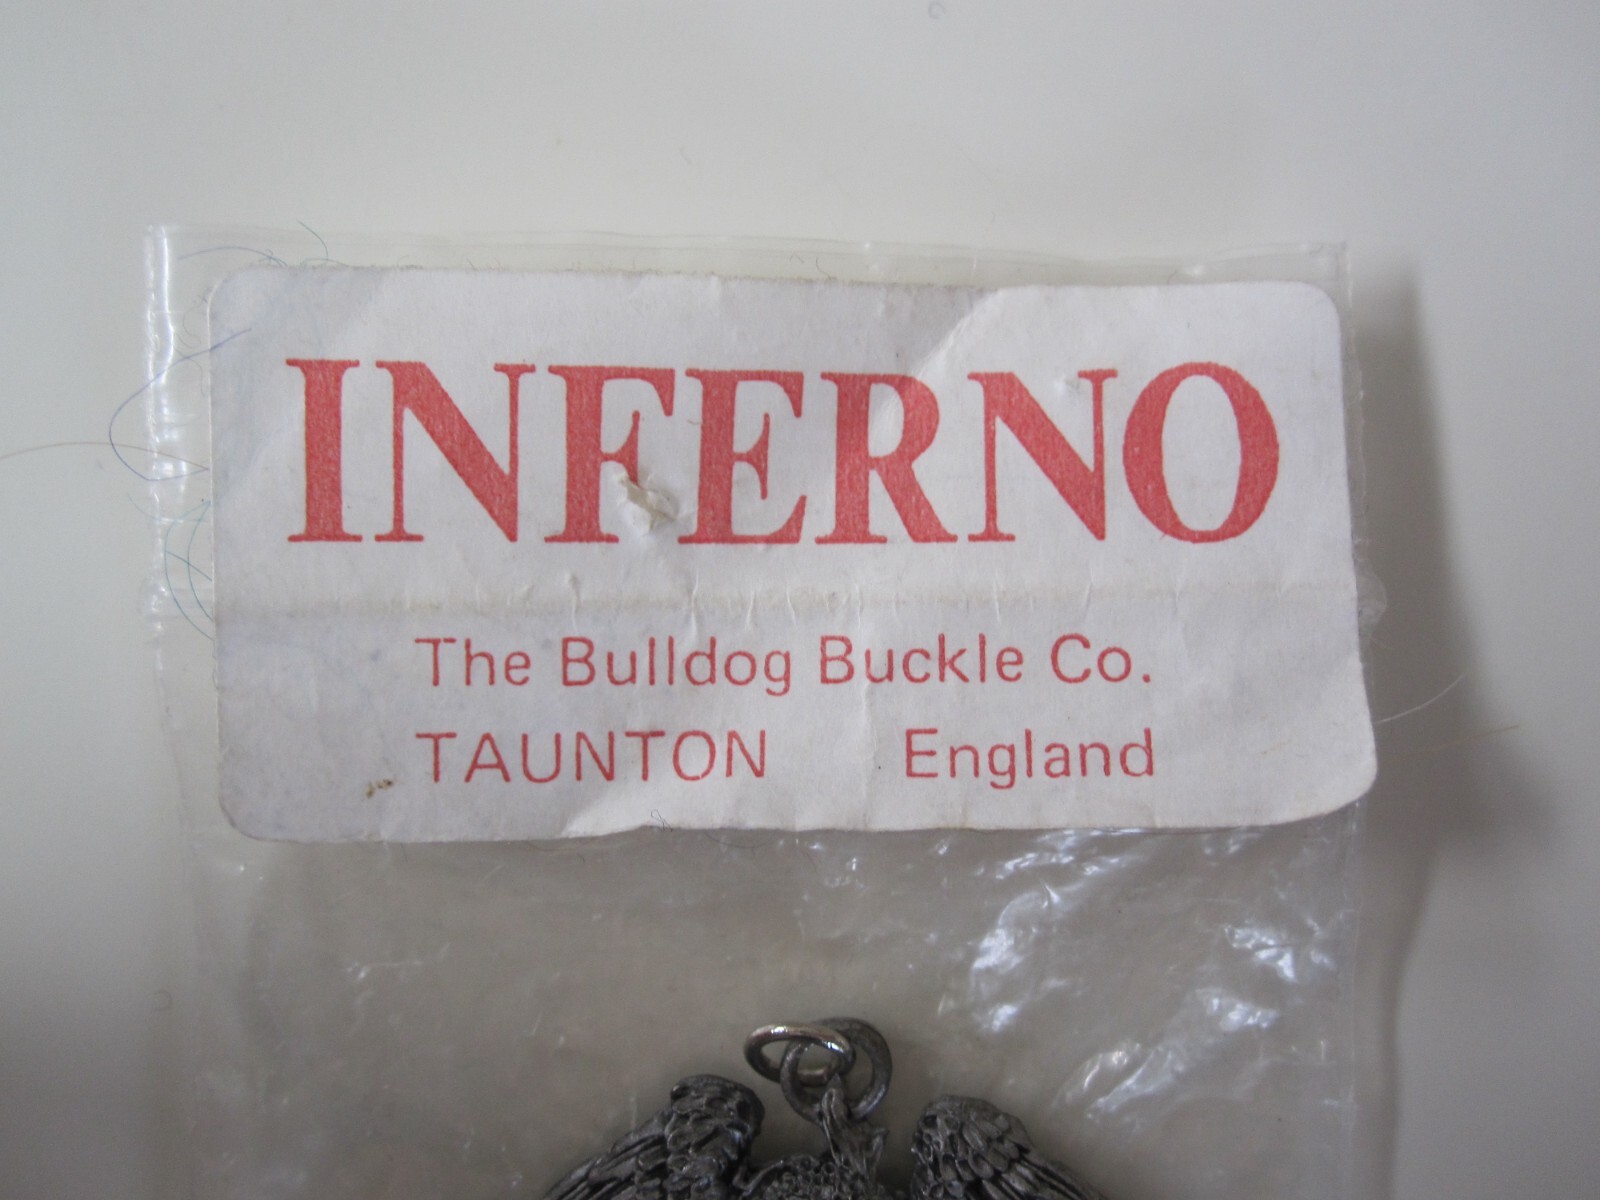 INFERNO
The Bulldog Buckle Co.
TAUNTON England